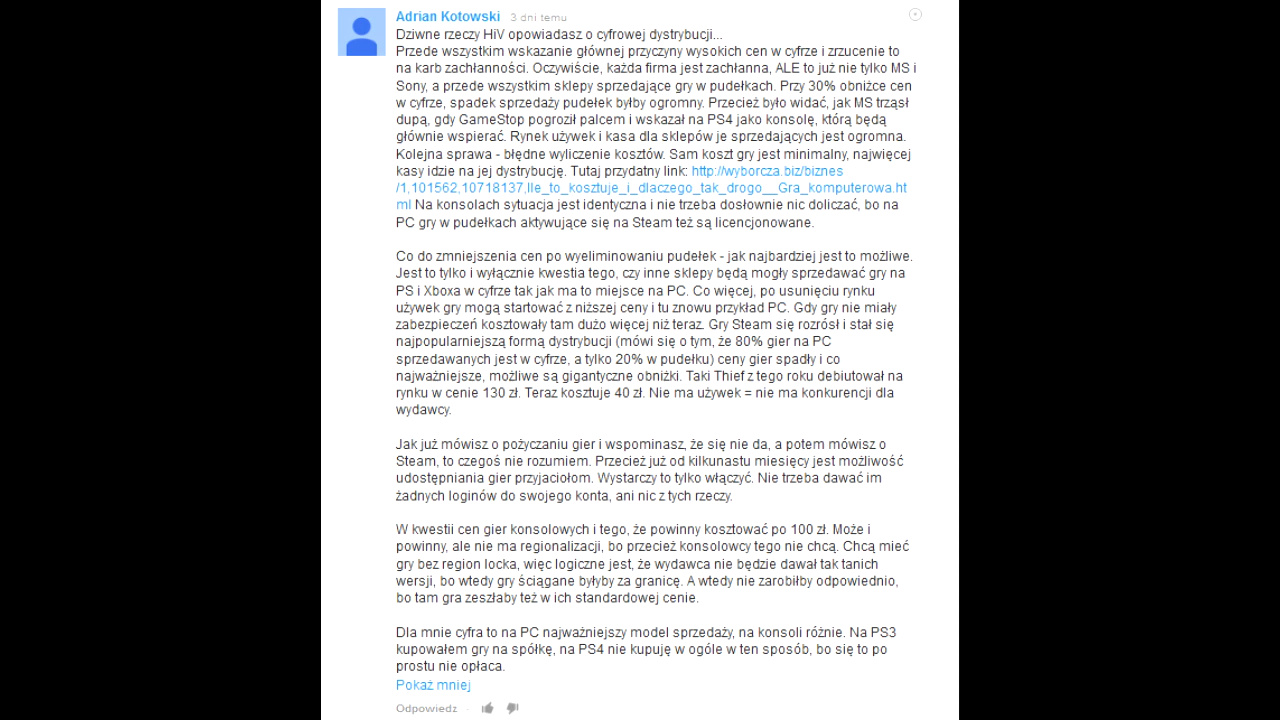 Adrian Kotowski 3 dni temu
Dziwne rzeczy HiV opowiadasz o cyfrowej dystrybucji...
Przede wszystkim wskazanie głównej przyczyny wysokich cen w cyfrze i zrzucenie to
na karb zachłanności. Oczywiście, każda firma jest zachłanna, ALE to już nie tylko MS i
Sony, a przede wszystkim sklepy sprzedające gry w pudełkach. Przy 30% obniżce cen
w cyfrze, spadek sprzedaży pudełek byłby ogromny. Przecież było widać, jak MS trząsł
dupą, gdy GameStop pogroził palcem i wskazał na PS4 jako konsolę, którą będą
głównie wspierać. Rynek używek i kasa dla sklepów je sprzedających jest ogromna.
Kolejna sprawa - błędne wyliczenie kosztów. Sam koszt gry jest minimalny, najwięcej
kasy idzie na jej dystrybucję. Tutaj przydatny link: http://wyborcza.biz/biznes
/1,101562,10718137,Ile_to_kosztuje_i_dlaczego_tak_drogo__Gra_komputerowa.ht
ml Na konsolach sytuacja jest identyczna i nie trzeba dosłownie nic doliczać, bo na
PC gry w pudełkach aktywujące się na Steam też są licencjonowane.
Co do zmniejszenia cen po wyeliminowaniu pudełek - jak najbardziej jest to możliwe.
Jest to tylko i wyłącznie kwestia tego, czy inne sklepy będą mogły sprzedawać gry na
PS i Xboxa w cyfrze tak jak ma to miejsce na PC. Co więcej, po usunięciu rynku
używek gry mogą startować z niższej ceny i tu znowu przykład PC. Gdy gry nie miały
zabezpieczeń kosztowały tam dużo więcej niż teraz. Gry Steam się rozrósł i stał się
najpopularniejszą formą dystrybucji (mówi się o tym, że 80% gier na PC
sprzedawanych jest w cyfrze, a tylko 20% w pudełku) ceny gier spadły i co
najważniejsze, możliwe są gigantyczne obniżki. Taki Thief z tego roku debiutował na
rynku w cenie 130 zł. Teraz kosztuje 40 zł. Nie ma używek = nie ma konkurencji dla
wydawcy.
Jak już mówisz o pożyczaniu gier i wspominasz, że się nie da, a potem mówisz o
Steam, to czegoś nie rozumiem. Przecież już od kilkunastu miesięcy jest możliwość
udostępniania gier przyjaciołom. Wystarczy to tylko włączyć. Nie trzeba dawać im
żadnych loginów do swojego konta, ani nic z tych rzeczy.
W kwestii cen gier konsolowych i tego, że powinny kosztować po 100 zł. Może i
powinny, ale nie ma regionalizacji, bo przecież konsolowcy tego nie chcą. Chcą mieć
gry bez region locka, więc logiczne jest, że wydawca nie będzie dawał tak tanich
wersji, bo wtedy gry ściągane byłyby za granicę. A wtedy nie zarobiłby odpowiednio,
bo tam gra zeszłaby też w ich standardowej cenie.
Dla mnie cyfra to na PC najważniejszy model sprzedaży, na konsoli różnie. Na PS3
kupowałem gry na spółkę, na PS4 nie kupuję w ogóle w ten sposób, bo się to po
prostu nie opłaca.
Pokaż mniej
Odpowiedz